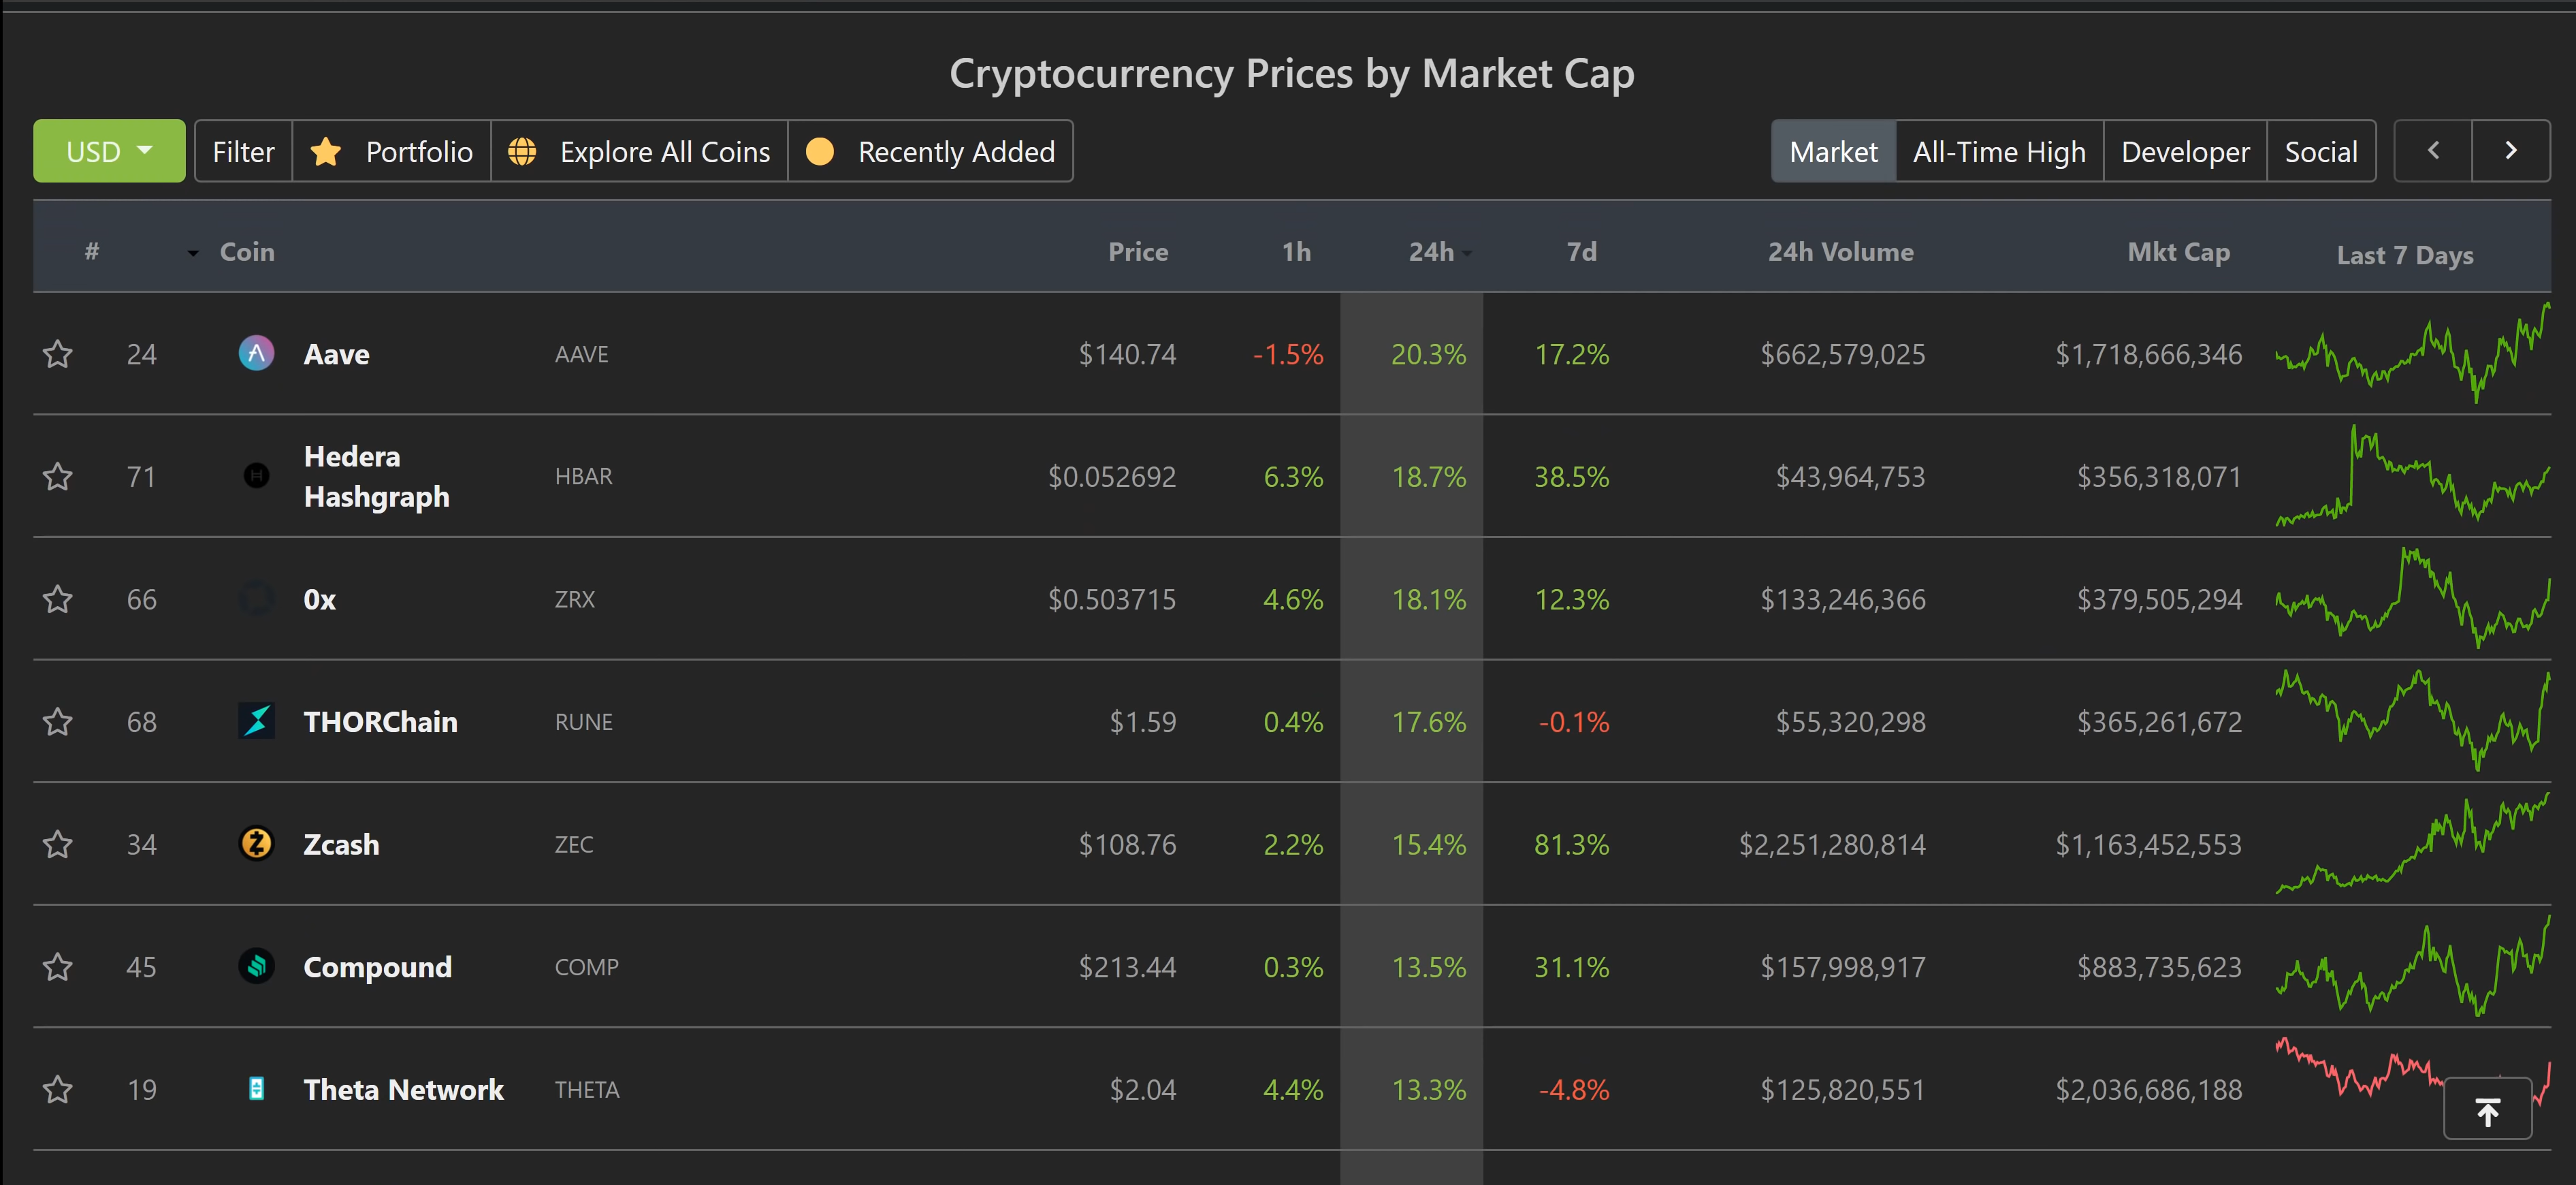 Cryptocurrency Prices by Market Cap
USD Filter Portfolio Explore All Coins Recently Added Market All-Time High Developer Social
# Coin Price 1h 24h 7d 24h Volume Mkt Cap Last 7 Days
24 Aave AAVE $140.74 -1.5% 20.3% 17.2% $662,579,025 $1,718,666,346
71 Hedera Hashgraph HBAR $0.052692 6.3% 18.7% 38.5% $43,964,753 $356,318,071
66 0x ZRX $0.503715 4.6% 18.1% 12.3% $133,246,366 $379,505,294
68 THORChain RUNE $1.59 0.4% 17.6% -0.1% $55,320,298 $365,261,672
34 Zcash ZEC $108.76 2.2% 15.4% 81.3% $2,251,280,814 $1,163,452,553
45 Compound COMP $213.44 0.3% 13.5% 31.1% $157,998,917 $883,735,623
19 Theta Network THETA $2.04 4.4% 13.3% -4.8% $125,820,551 $2,036,686,188